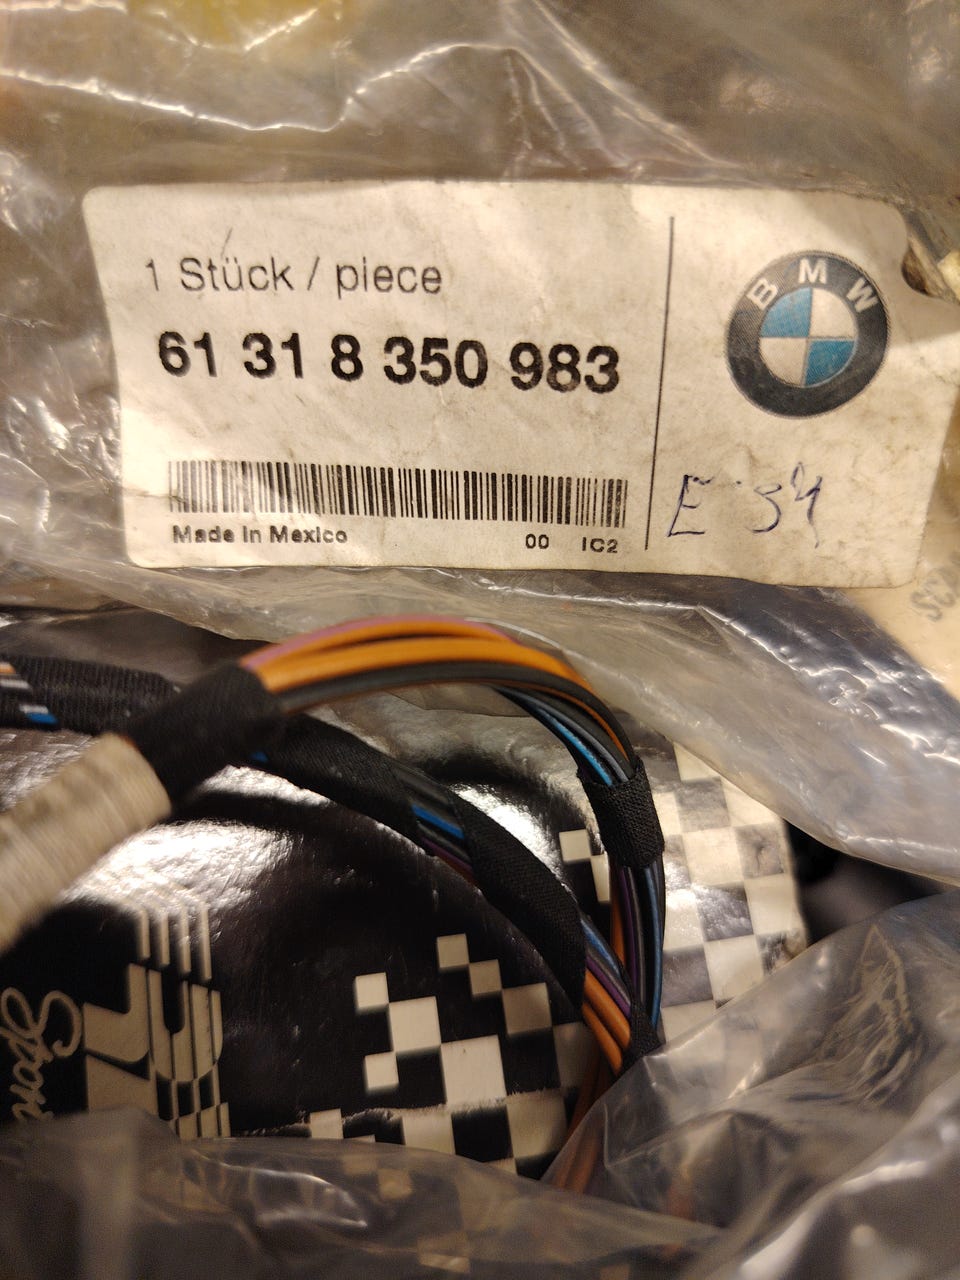 1 Stück / piece
61 31 8 350 983
BMW
E 34
Made in Mexico
00 IC2